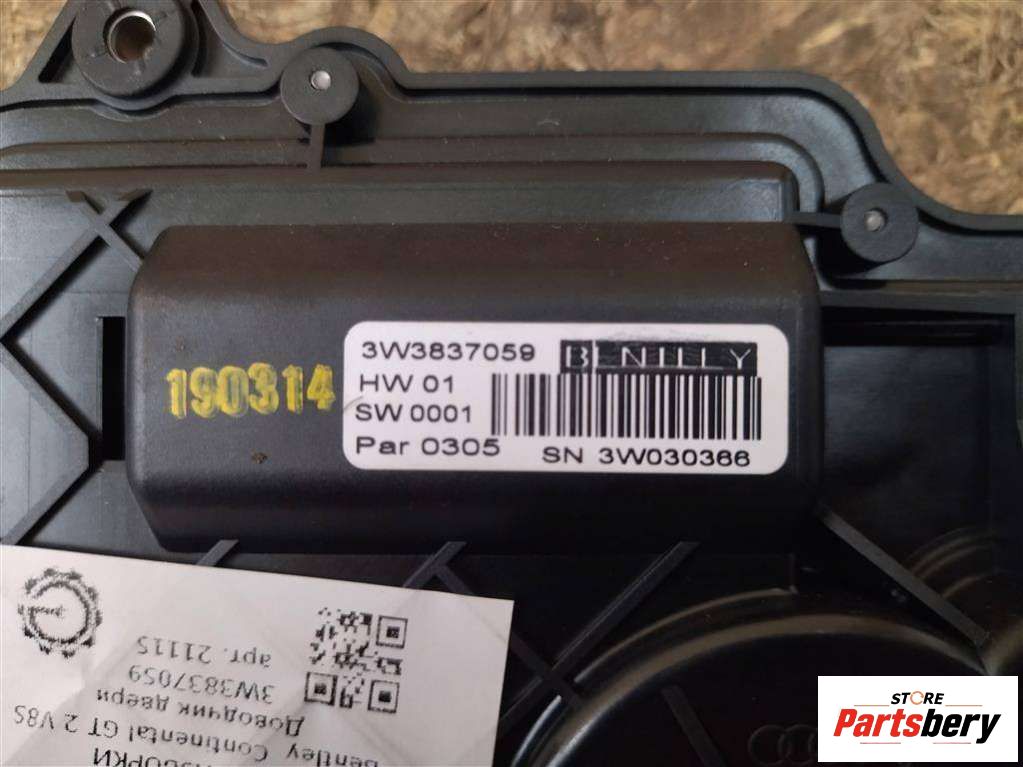 190314
3W3837059 BENTLEY
HW 01
SW 0001
Par 0305
SN 3W030366
Bentley Continental GT 2 V8S
Доводчик двери
3W3837059
арт. 21115
STORE
Partsbery